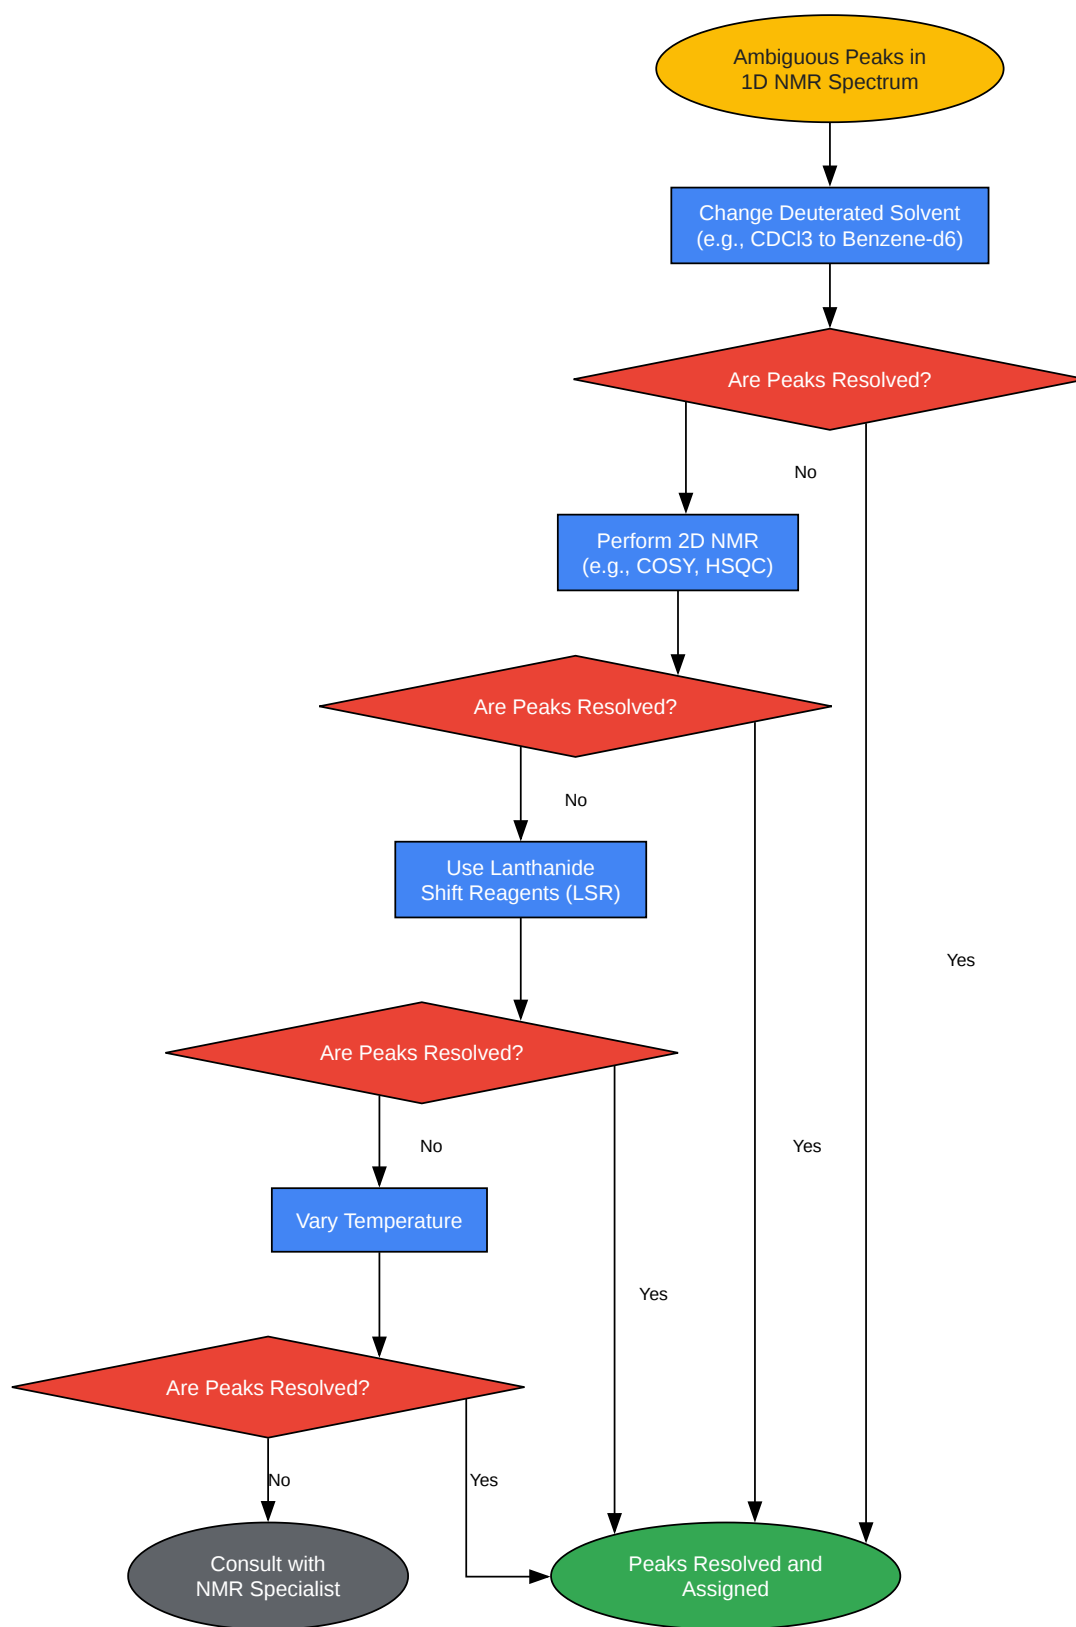 Ambiguous Peaks in
1D NMR Spectrum
Change Deuterated Solvent
(e.g., CDCl3 to Benzene-d6)
Are Peaks Resolved?
No
Perform 2D NMR
(e.g., COSY, HSQC)
Are Peaks Resolved?
No
Use Lanthanide
Shift Reagents (LSR)
Yes
Are Peaks Resolved?
No
Yes
Vary Temperature
Yes
Are Peaks Resolved?
No
Yes
Consult with
NMR Specialist
Peaks Resolved and
Assigned